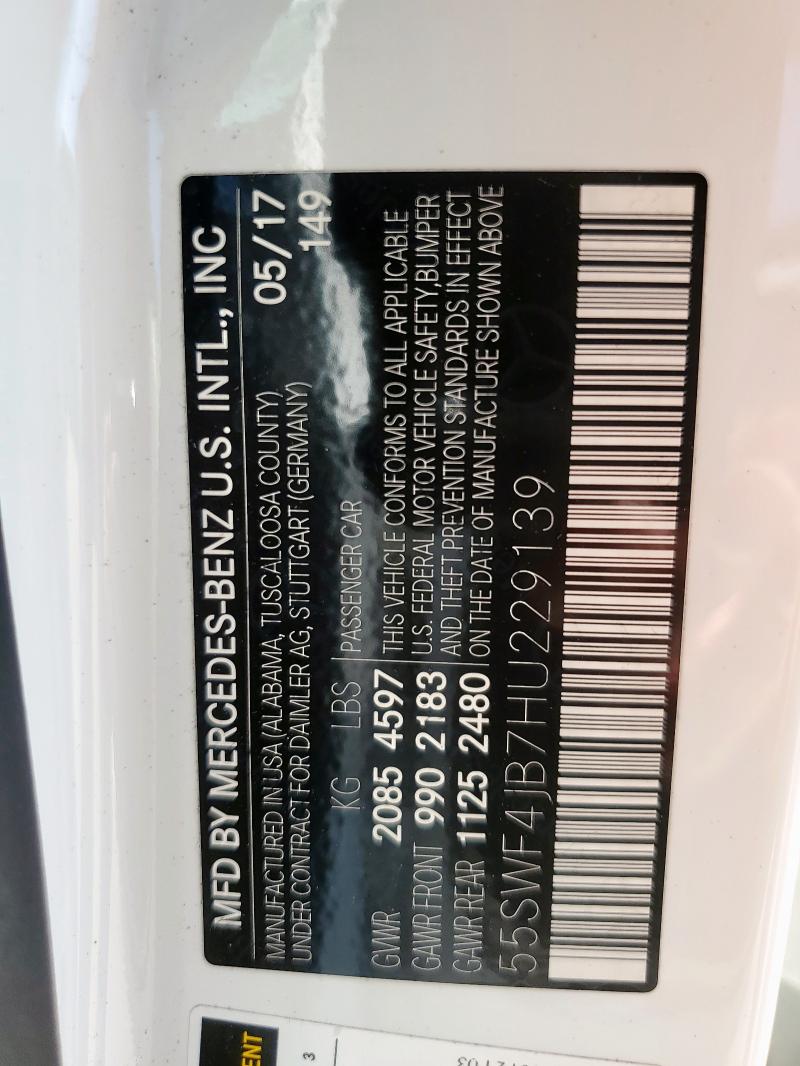 MFD BY MERCEDES-BENZ U.S. INTL., INC
MANUFACTURED IN USA (ALABAMA, TUSCALOOSA COUNTY) 05/17
UNDER CONTRACT FOR DAIMLER AG, STUTTGART (GERMANY) 149
KG LBS PASSENGER CAR
GVWR 2085 4597 THIS VEHICLE CONFORMS TO ALL APPLICABLE
GAWR FRONT 990 2183 U.S. FEDERAL MOTOR VEHICLE SAFETY,BUMPER
GAWR REAR 1125 2480 AND THEFT PREVENTION STANDARDS IN EFFECT
ON THE DATE OF MANUFACTURE SHOWN ABOVE
55SWF4JB7HU229139
ENT
3